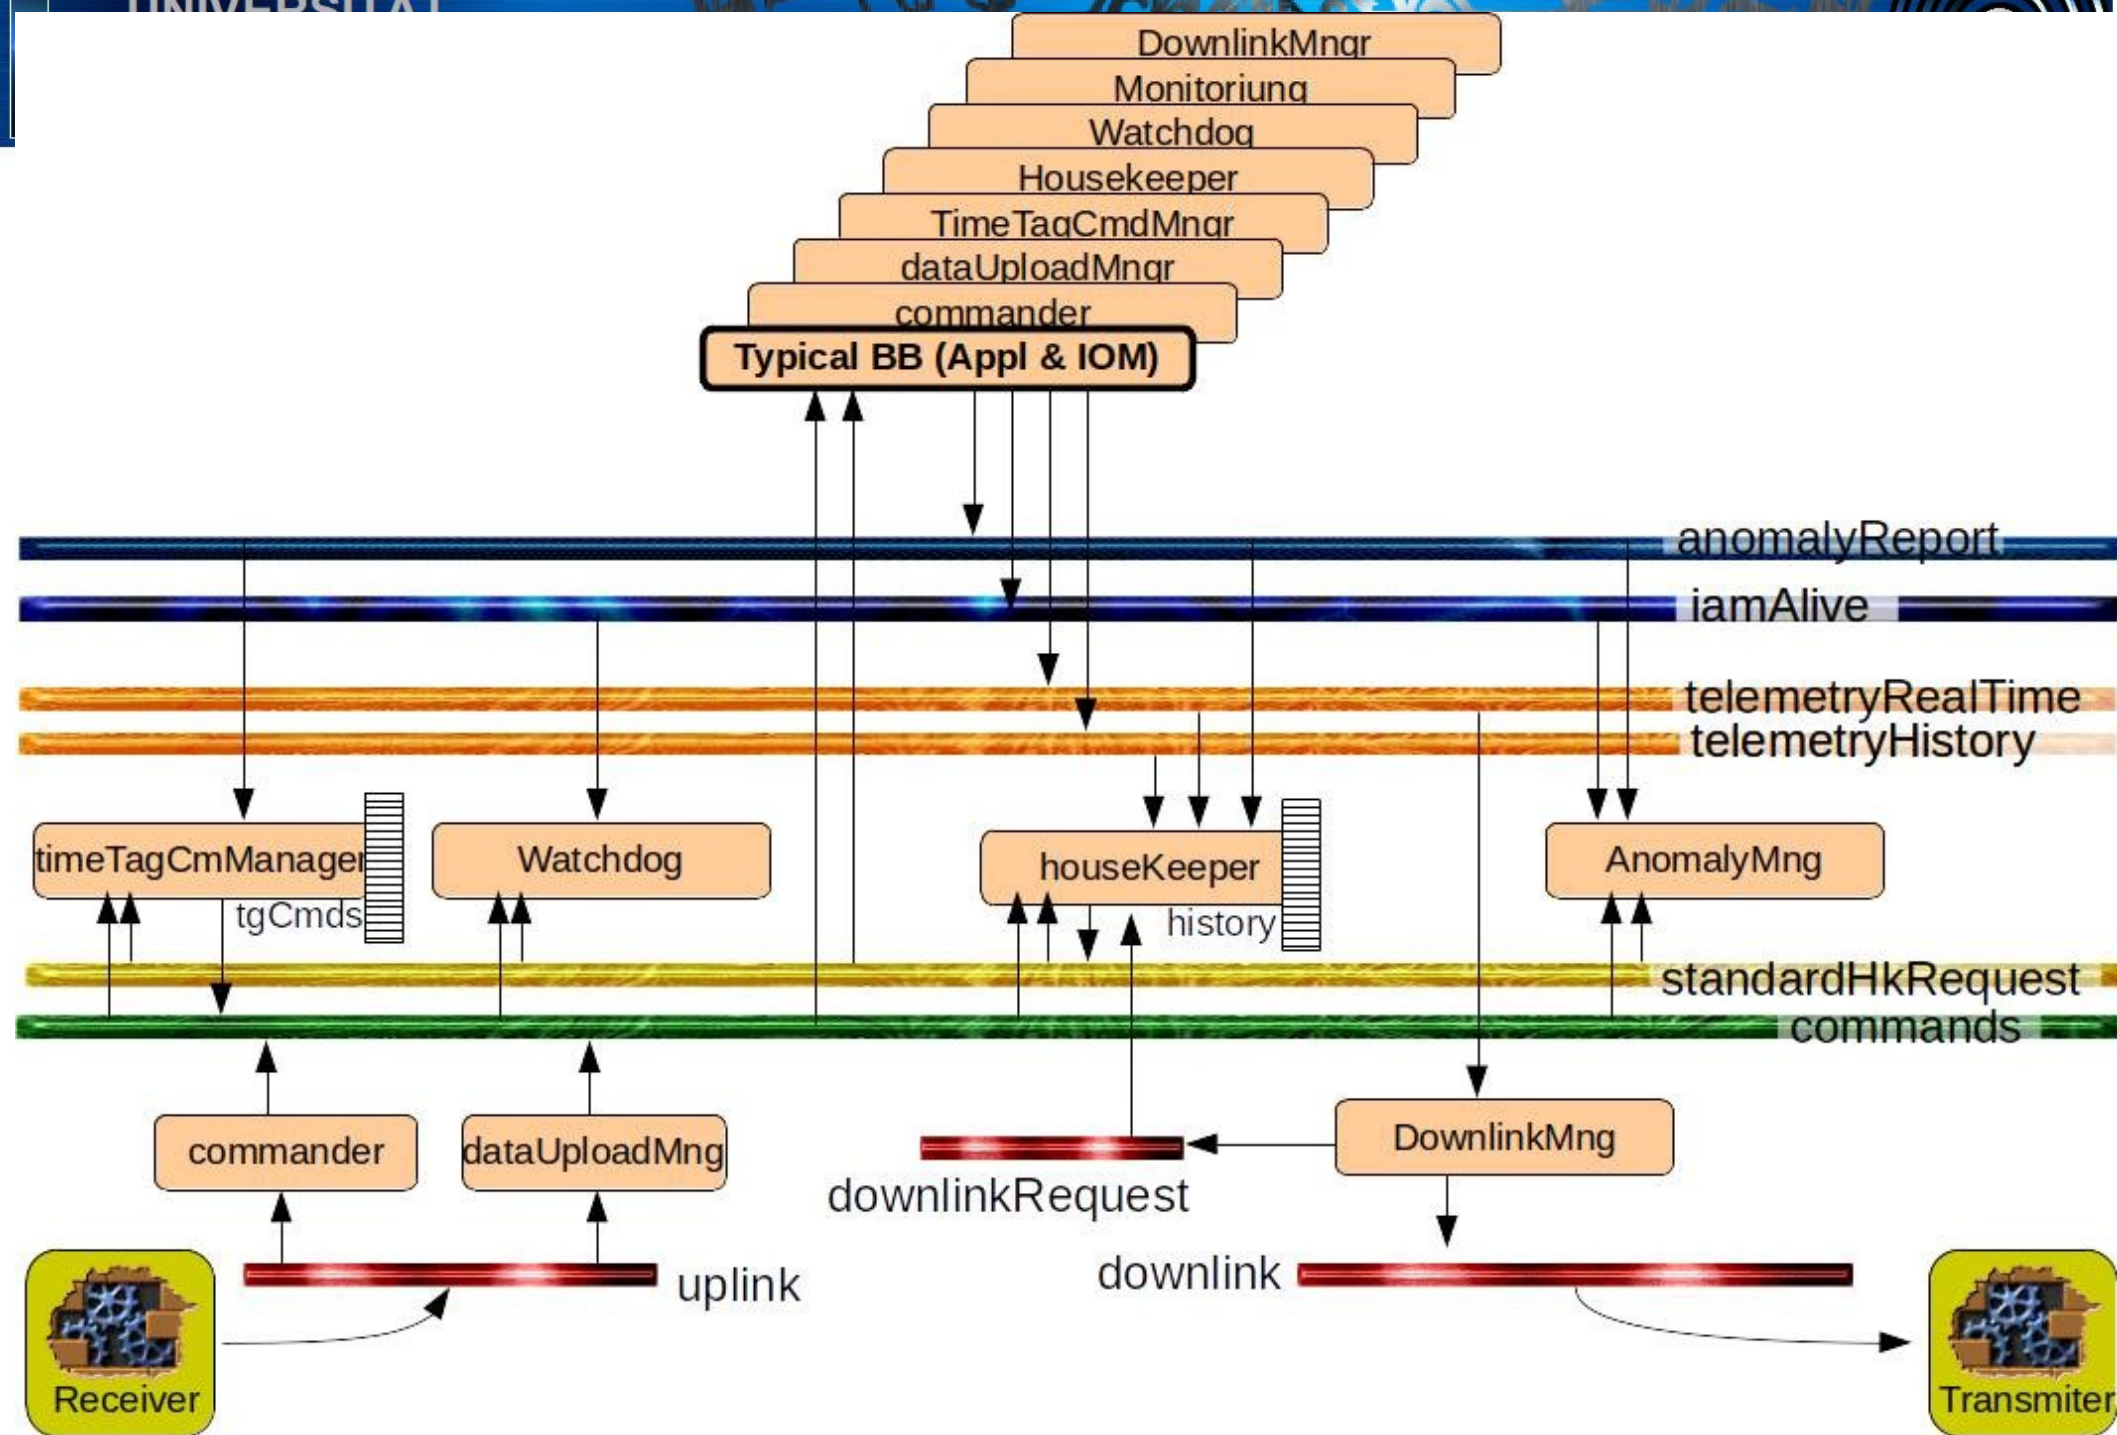 UNIVERSITÄT
DownlinkMngr
Monitoriung
Watchdog
Housekeeper
TimeTagCmdMngr
dataUploadMngr
commander
Typical BB (Appl & IOM)
anomalyReport
iamAlive
telemetryRealTime
telemetryHistory
timeTagCmManager
Watchdog
houseKeeper
AnomalyMng
tgCmds
history
standardHkRequest
commands
commander
dataUploadMng
DownlinkMng
downlinkRequest
uplink
downlink
Receiver
Transmiter